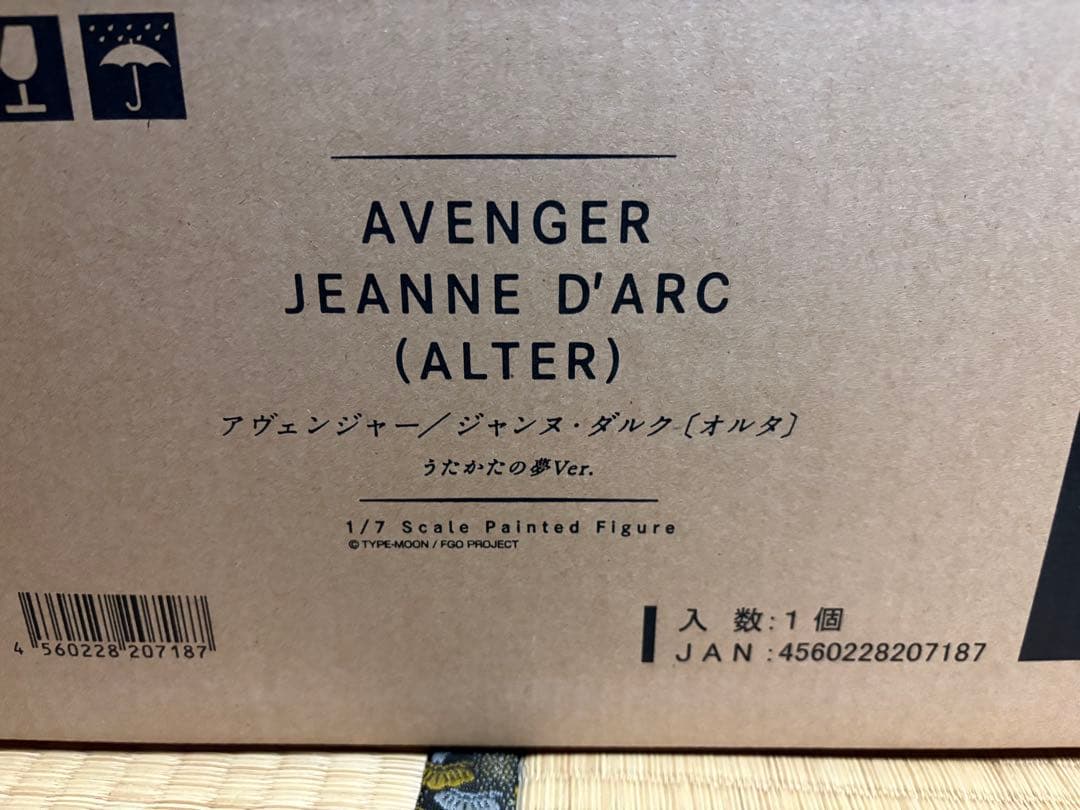 AVENGER
JEANNE D'ARC
(ALTER)
アヴェンジャー／ジャンヌ・ダルク〔オルタ〕
うたかたの夢Ver.
1/7 Scale Painted Figure
© TYPE-MOON / FGO PROJECT
4 560228 207187
入 数:1 個
JAN :4560228207187